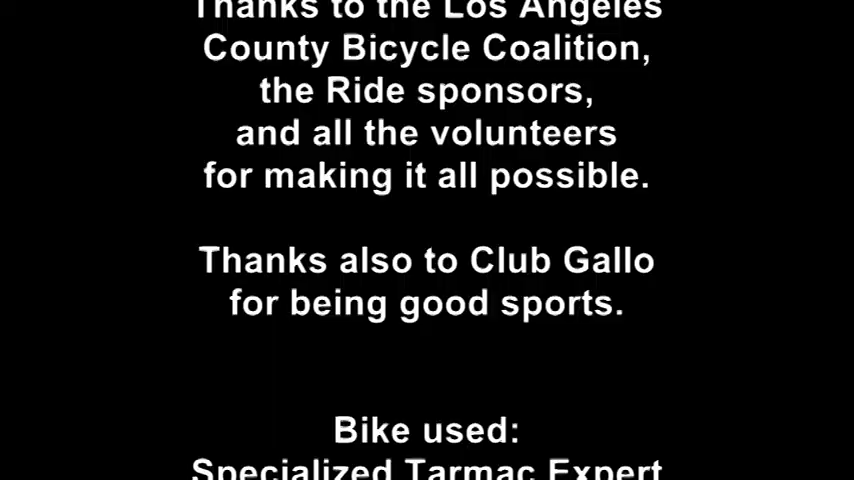 Thanks to the Los Angeles
County Bicycle Coalition,
the Ride sponsors,
and all the volunteers
for making it all possible.
Thanks also to Club Gallo
for being good sports.
Bike used:
Specialized Tarmac Expert